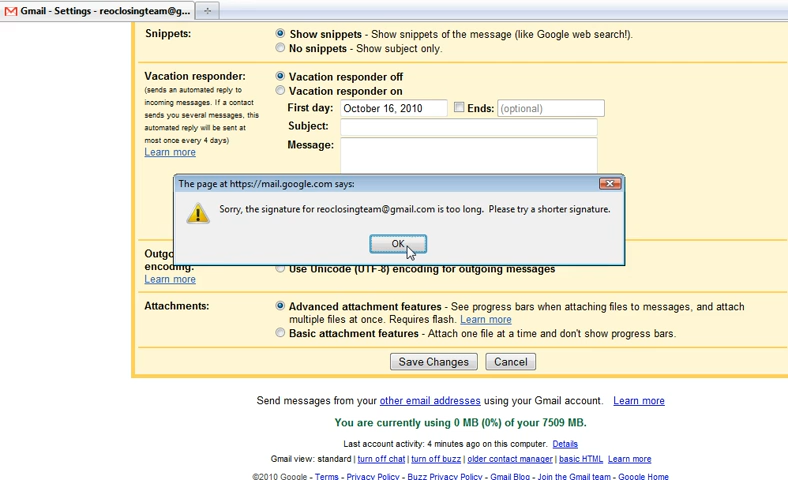 Gmail - Settings - reoclosingteam@g...
Snippets:
Show snippets - Show snippets of the message (like Google web search!).
No snippets - Show subject only.
Vacation responder:
(sends an automated reply to
incoming messages. If a contact
sends you several messages, this
automated reply will be sent at
most once every 4 days)
Learn more
Vacation responder off
Vacation responder on
First day:
October 16, 2010
Ends:
(optional)
Subject:
Message:
The page at https://mail.google.com says:
Sorry, the signature for reoclosingteam@gmail.com is too long. Please try a shorter signature.
OK
Outgo
encoding:
Learn more
Use Unicode (UTF-8) encoding for outgoing messages
Attachments:
Advanced attachment features - See progress bars when attaching files to messages, and attach
multiple files at once. Requires flash. Learn more
Basic attachment features - Attach one file at a time and don't show progress bars.
Save Changes
Cancel
Send messages from your other email addresses using your Gmail account. Learn more
You are currently using 0 MB (0%) of your 7509 MB.
Last account activity: 4 minutes ago on this computer. Details
Gmail view: standard | turn off chat | turn off buzz | older contact manager | basic HTML Learn more
©2010 Google - Terms - Privacy Policy - Buzz Privacy Policy - Gmail Blog - Join the Gmail team - Google Home